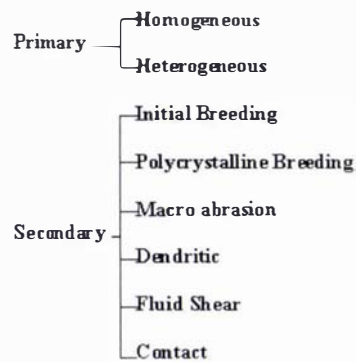 Homogeneous
Primary
Heterogeneous
Initial Breeding
Polycrystalline Breeding
Macro abrasion
Secondary
Dendritic
Fluid Shear
Contact